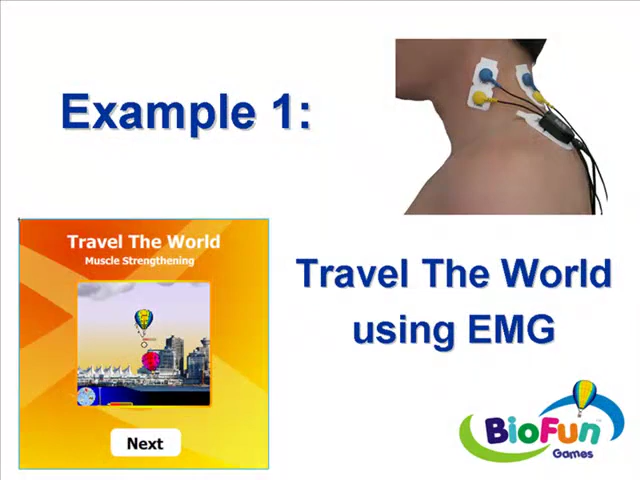 Example 1:
Travel The World
Muscle Strengthening
Next
Travel The World
using EMG
BioFun
Games